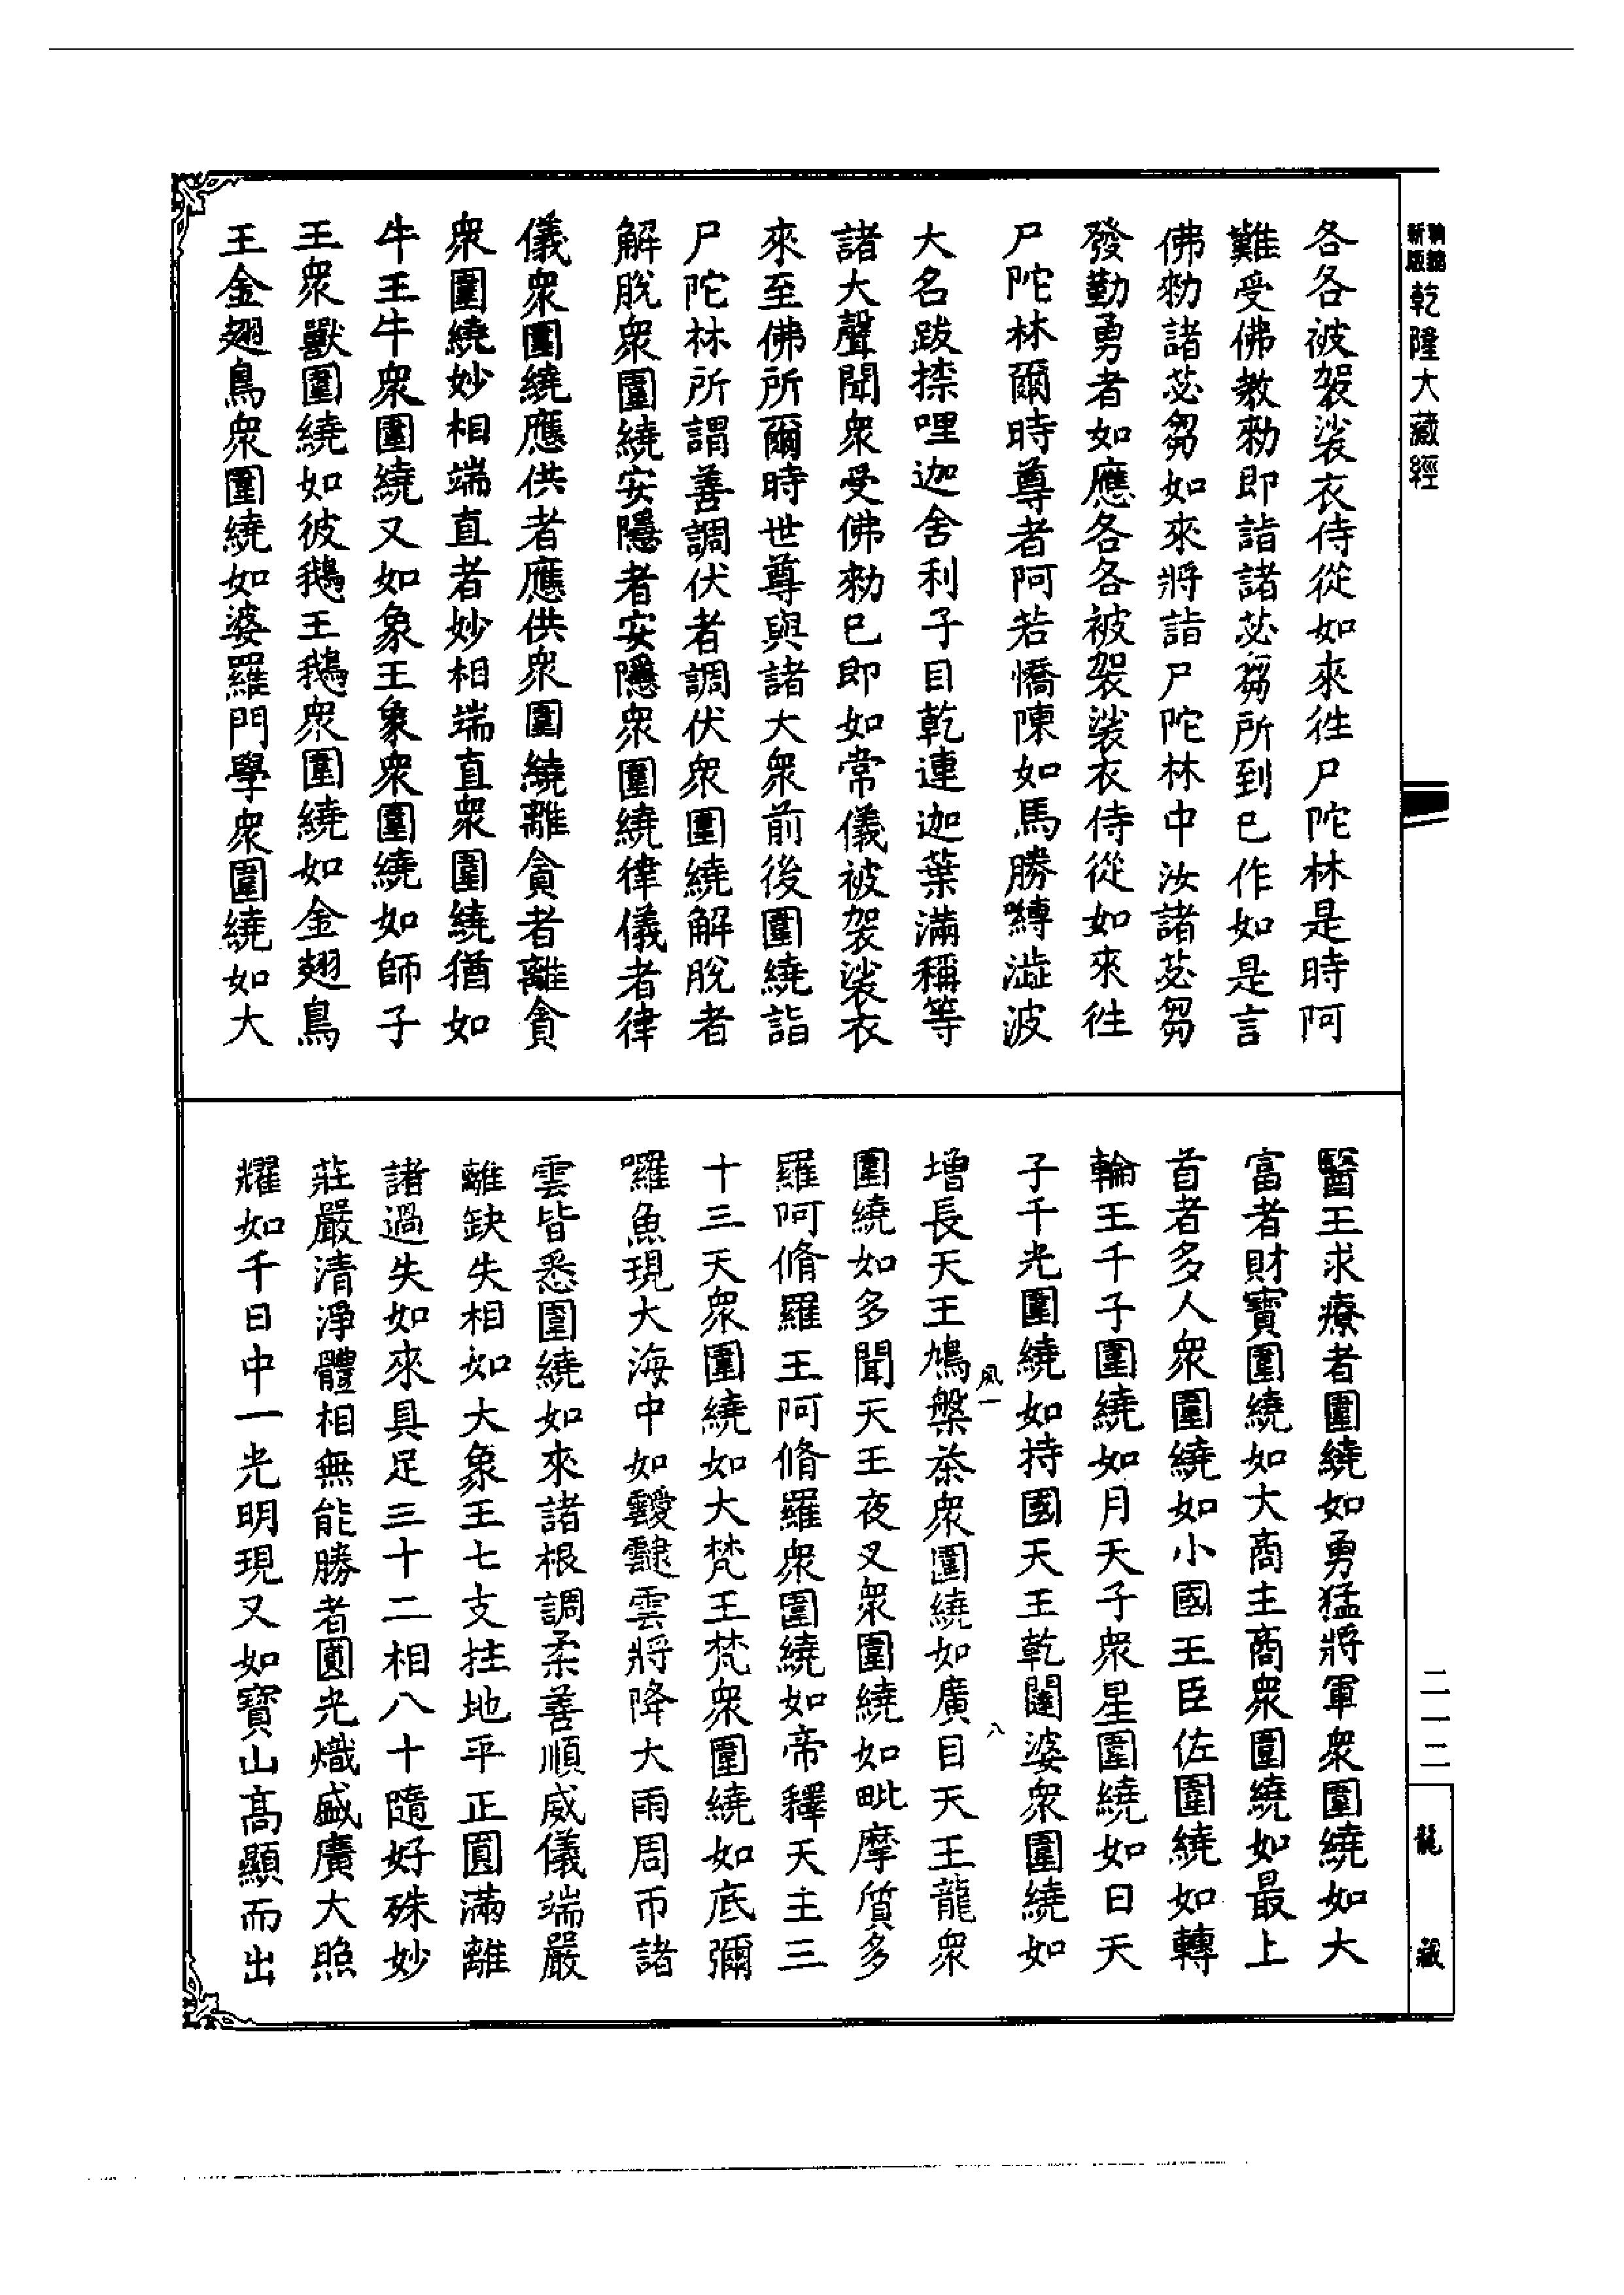 乾隆大藏經
各各被袈裟衣侍從如來徃尸陀林是時阿
難受佛教勑即詣諸苾芻所到已作如是言
佛勑諸苾芻如來將詣尸陀林中汝諸苾芻
發勤勇者如應各各被袈裟衣侍從如來徃
尸陀林爾時尊者阿若憍陳如馬勝嚩澁波
大名跋捺哩迦舍利子目乾連迦葉滿稱等
諸大聲聞衆受佛勑已即如常儀被袈裟衣
來至佛所爾時世尊與諸大衆前後圍繞詣
尸陀林所謂善調伏者調伏衆圍繞解脫者
解脫衆圍繞安隱者安隱衆圍繞律儀者律
儀衆圍繞應供者應供衆圍繞離貪者離貪
衆圍繞妙相端直者妙相端直衆圍繞猶如
牛王牛衆圍繞又如象王象衆圍繞如師子
王衆獸圍繞如彼鵝王鵝衆圍繞如金翅鳥
王金翅鳥衆圍繞如婆羅門學衆圍繞如大
醫王求療者圍繞如勇猛將軍衆圍繞如大
富者財寶圍繞如大商主商衆圍繞如最上
首者多人衆圍繞如小國王臣佐圍繞如轉
輪王千子圍繞如月天子衆星圍繞如日天
子千光圍繞如持國天王乾闥婆衆圍繞如
風一 八
增長天王鳩槃茶衆圍繞如廣目天王龍衆
圍繞如多聞天王夜叉衆圍繞如毗摩質多
羅阿脩羅王阿脩羅衆圍繞如帝釋天主三
十三天衆圍繞如大梵王梵衆圍繞如底彌
囉魚現大海中如靉靆雲將降大雨周帀諸
雲皆悉圍繞如來諸根調柔善順威儀端嚴
離缺失相如大象王七支拄地平正圓滿離
諸過失如來具足三十二相八十隨好殊妙
莊嚴清淨體相無能勝者圓光熾盛廣大照
耀如千日中一光明現又如寶山高顯而出
二一二
龍藏